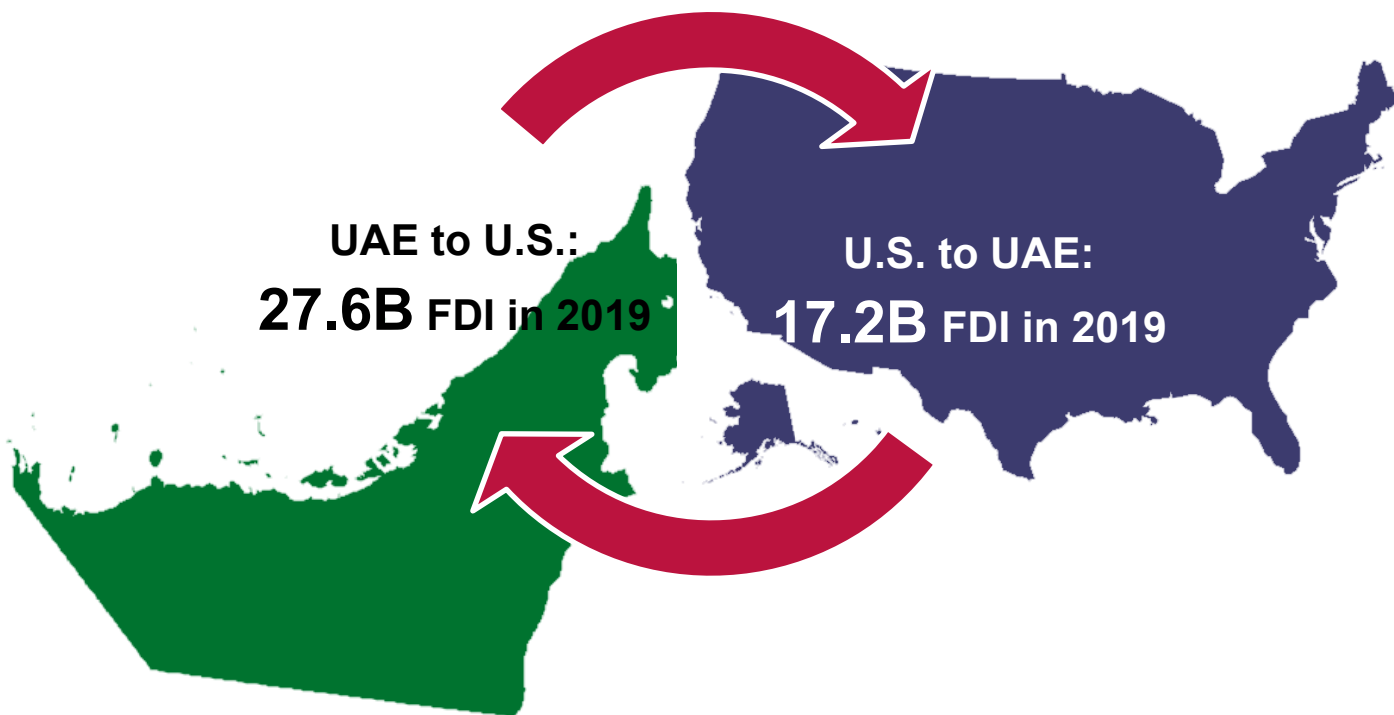 UAE to U.S.:
27.6B FDI in 2019
U.S. to UAE:
17.2B FDI in 2019